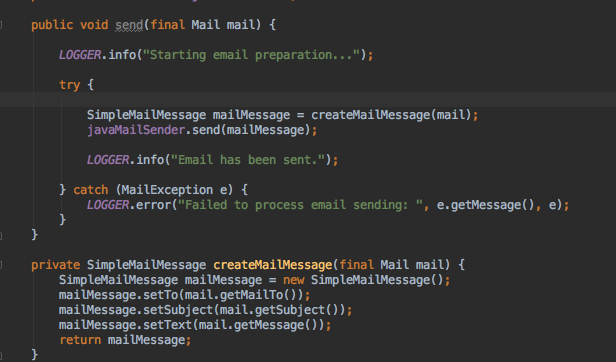 public void send(final Mail mail) {
LOGGER.info("Starting email preparation...");
try {
SimpleMailMessage mailMessage = createMailMessage(mail);
javaMailSender.send(mailMessage);
LOGGER.info("Email has been sent.");
} catch (MailException e) {
LOGGER.error("Failed to process email sending: ", e.getMessage(), e);
}
}
private SimpleMailMessage createMailMessage(final Mail mail) {
SimpleMailMessage mailMessage = new SimpleMailMessage();
mailMessage.setTo(mail.getMailTo());
mailMessage.setSubject(mail.getSubject());
mailMessage.setText(mail.getMessage());
return mailMessage;
}